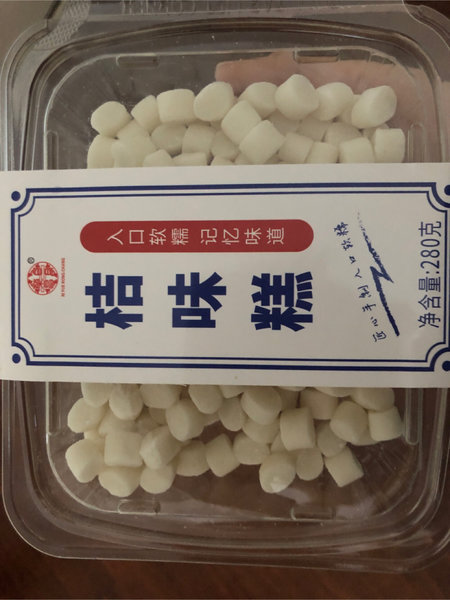 入口软糯 记忆味道
桔味糕
匠心手制入口软糯
净含量:280克